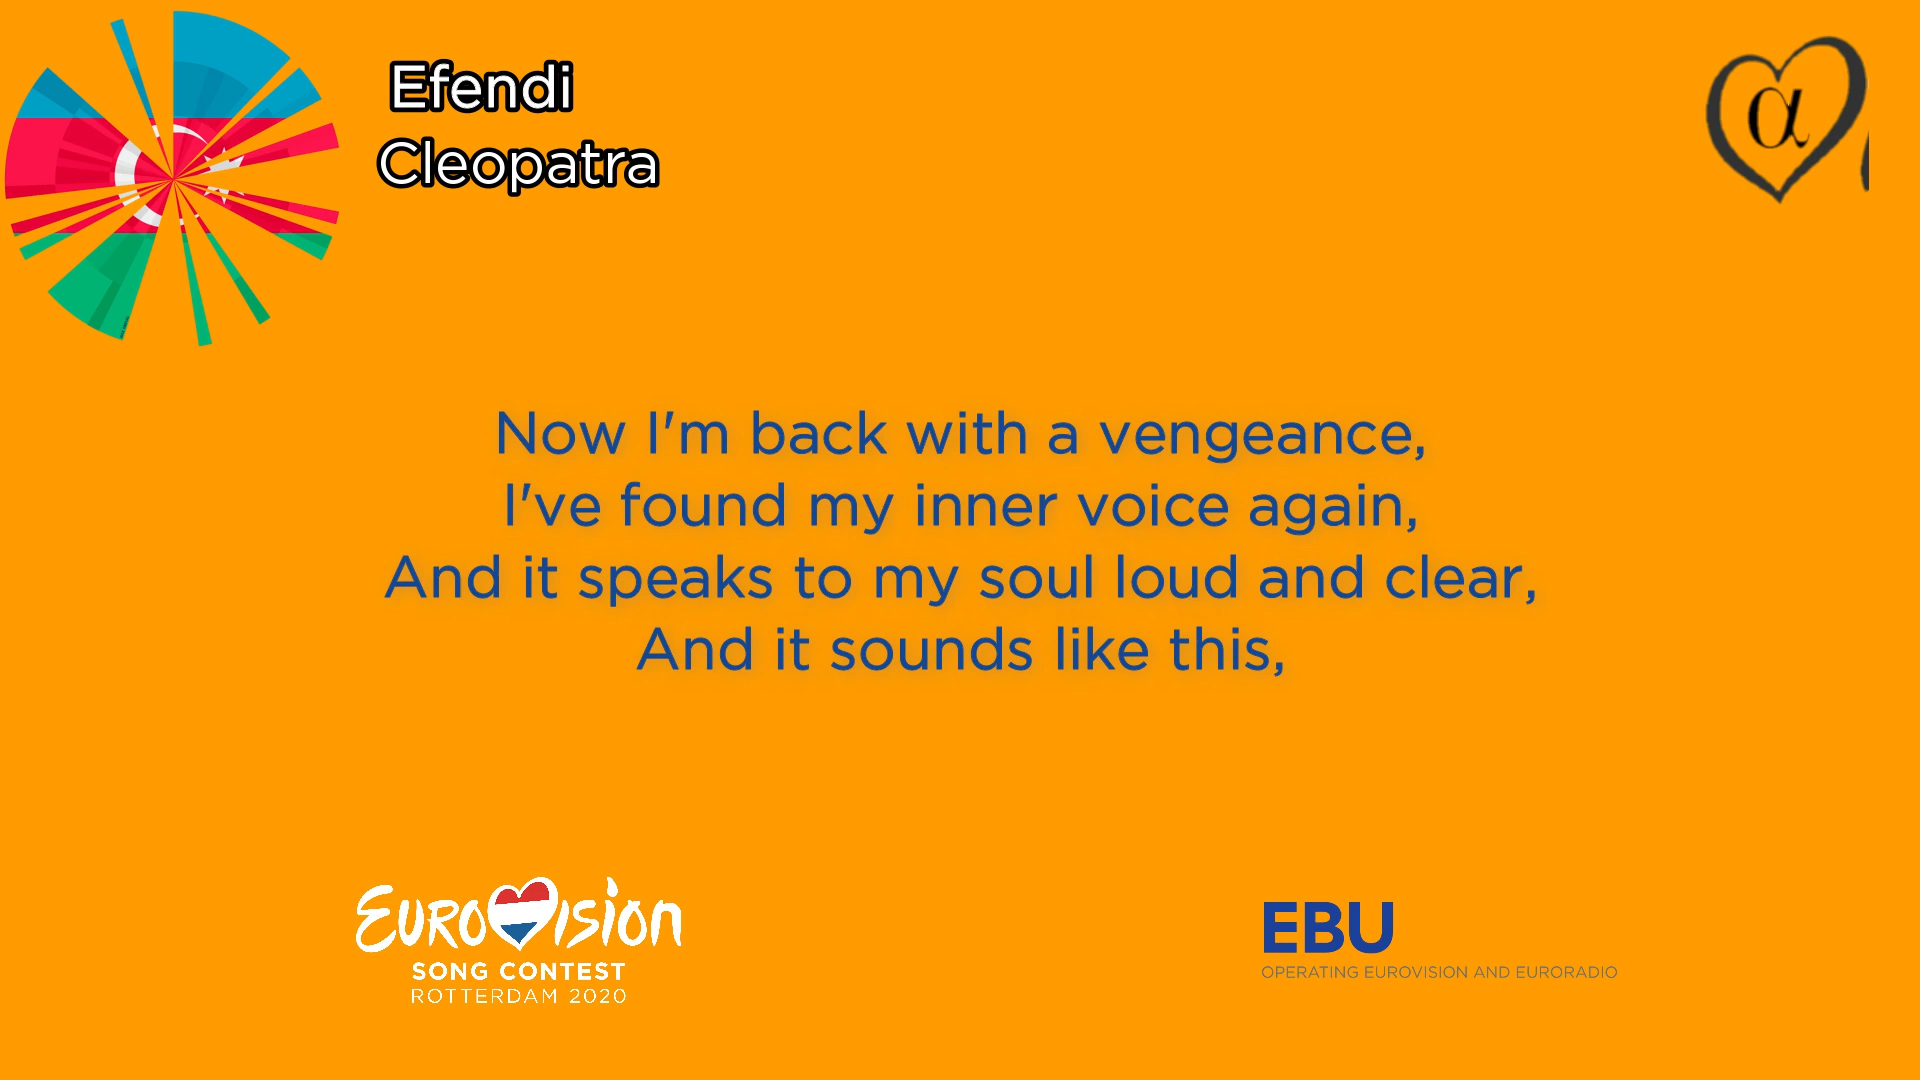 Efendi
Cleopatra
α
Now I'm back with a vengeance,
I've found my inner voice again,
And it speaks to my soul loud and clear,
And it sounds like this,
EUROVISION
SONG CONTEST
ROTTERDAM 2020
EBU
OPERATING EUROVISION AND EURORADIO